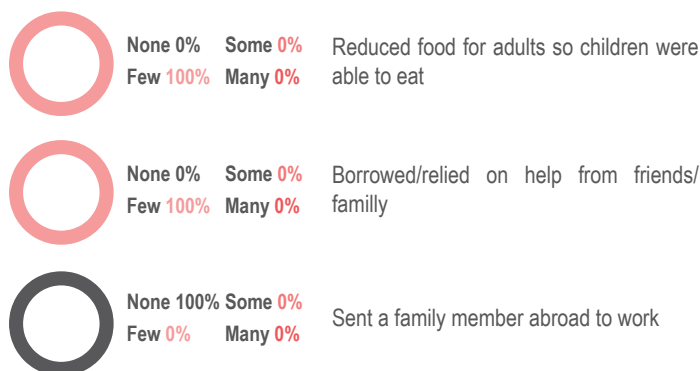 None 0% Some 0%
Few 100% Many 0%
Reduced food for adults so children were
able to eat
None 0% Some 0%
Few 100% Many 0%
Borrowed/relied on help from friends/
familly
None 100% Some 0%
Few 0% Many 0%
Sent a family member abroad to work